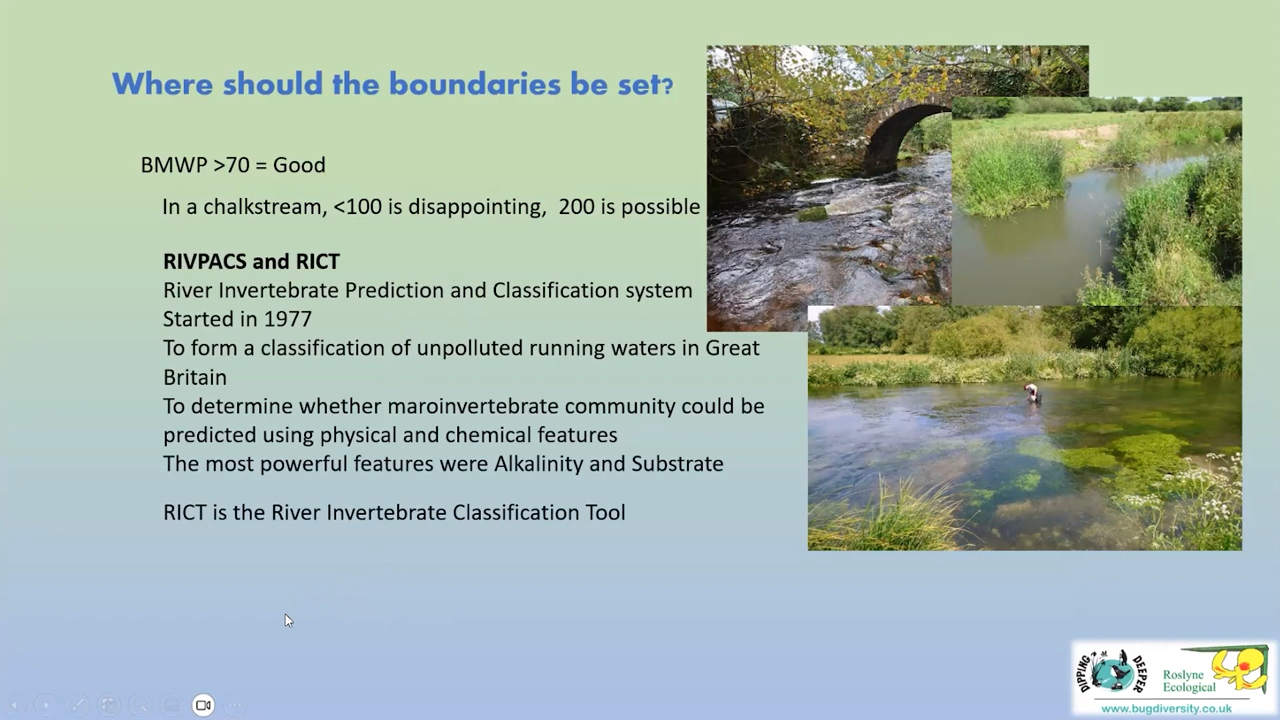 Where should the boundaries be set?
BMWP >70 = Good
In a chalkstream, <100 is disappointing, 200 is possible
RIVPACS and RICT
River Invertebrate Prediction and Classification system
Started in 1977
To form a classification of unpolluted running waters in Great
Britain
To determine whether maroinvertebrate community could be
predicted using physical and chemical features
The most powerful features were Alkalinity and Substrate
RICT is the River Invertebrate Classification Tool
DIPPING DEEPER
Roslyne
Ecological
www.bugdiversity.co.uk